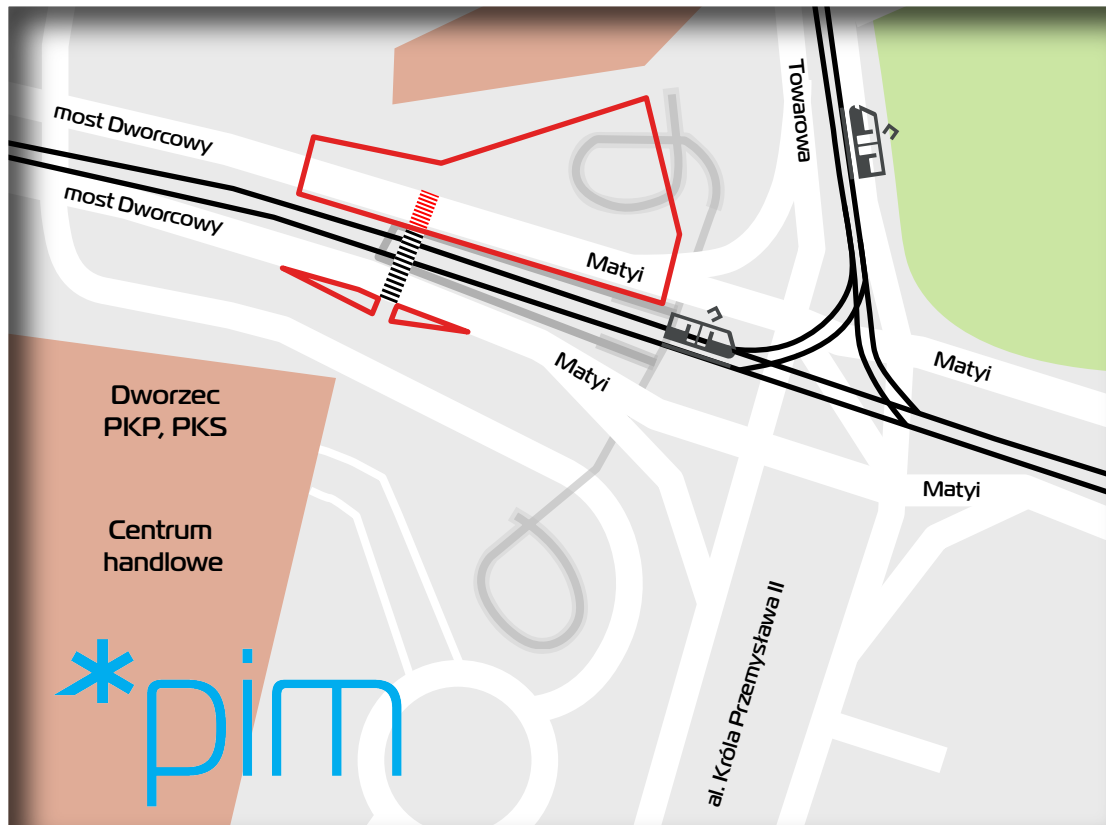 most Dworcowy
most Dworcowy
Towarowa
Matyi
Matyi
Matyi
Matyi
Dworzec
PKP, PKS
Centrum
handlowe
al. Króla Przemysława II
*pim